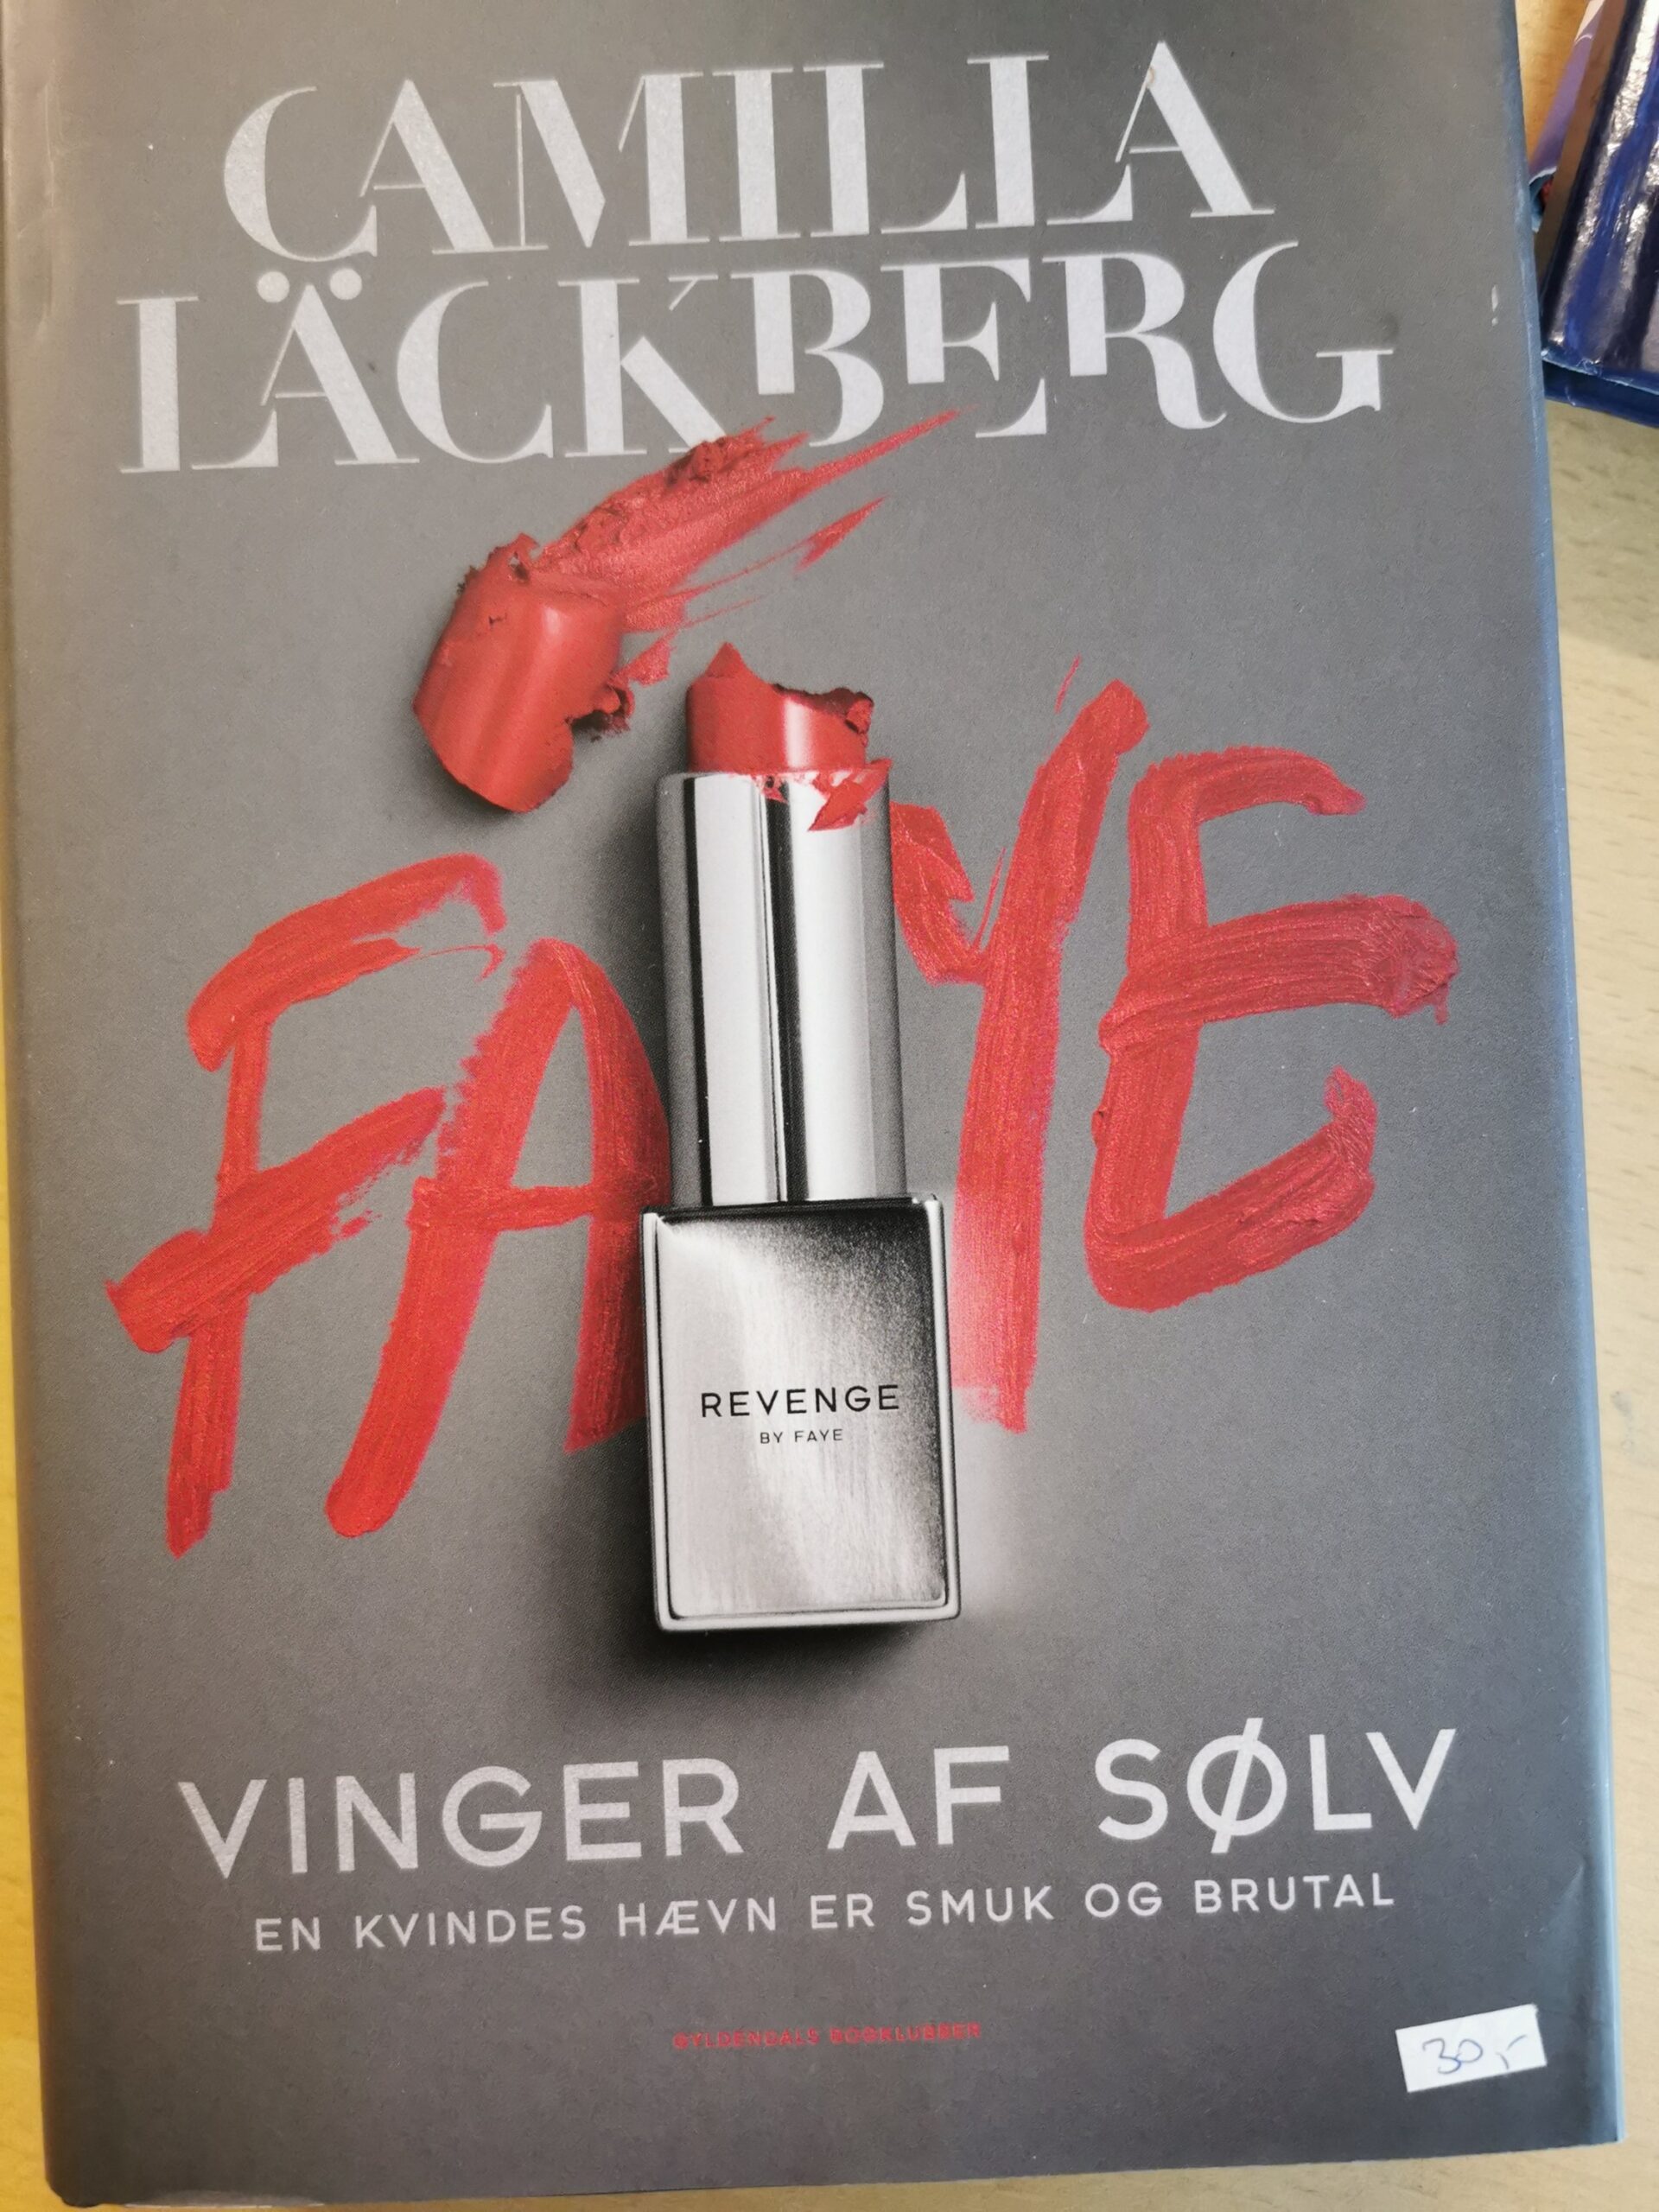 CAMILLA
LÄCKBERG
FAYE
REVENGE
BY FAYE
VINGER AF SØLV
EN KVINDES HÆVN ER SMUK OG BRUTAL
GYLDENDALS BOGKLUBBER
30,-